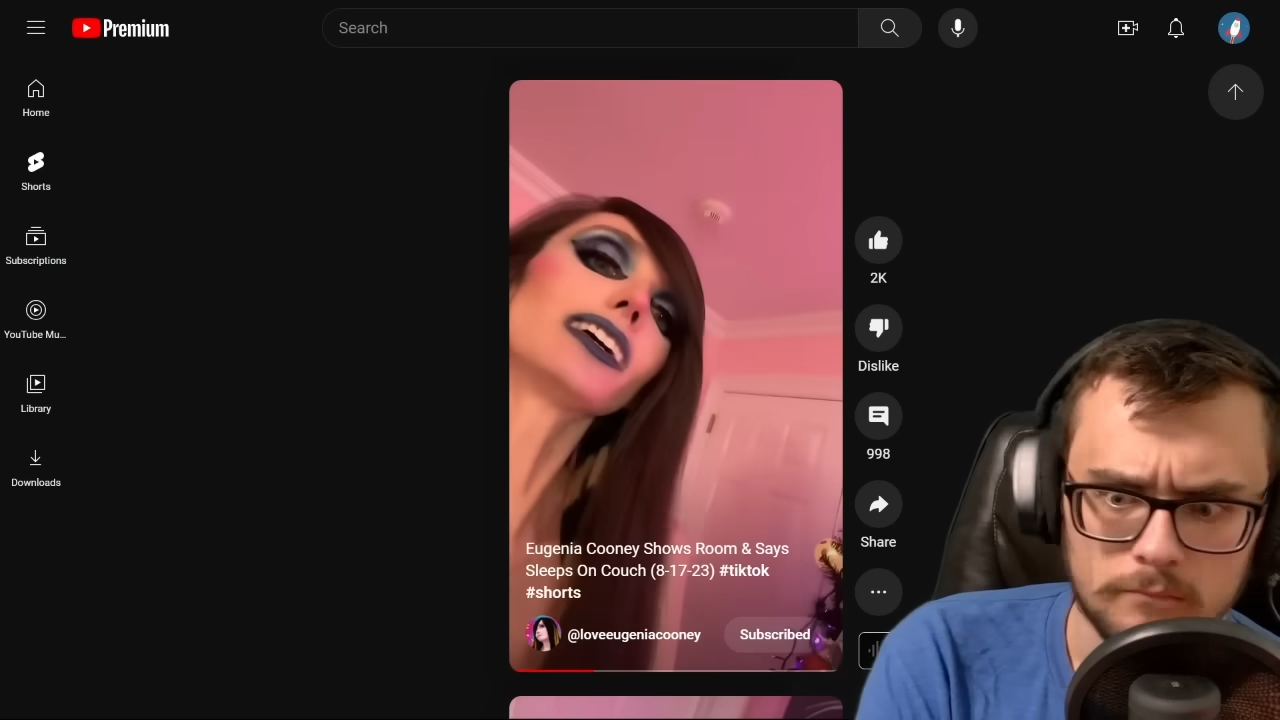 Premium
Search
Home
Shorts
Subscriptions
YouTube Mu...
Library
Downloads
2K
Dislike
998
Share
Eugenia Cooney Shows Room & Says
Sleeps On Couch (8-17-23) #tiktok
#shorts
@loveeugeniacooney
Subscribed